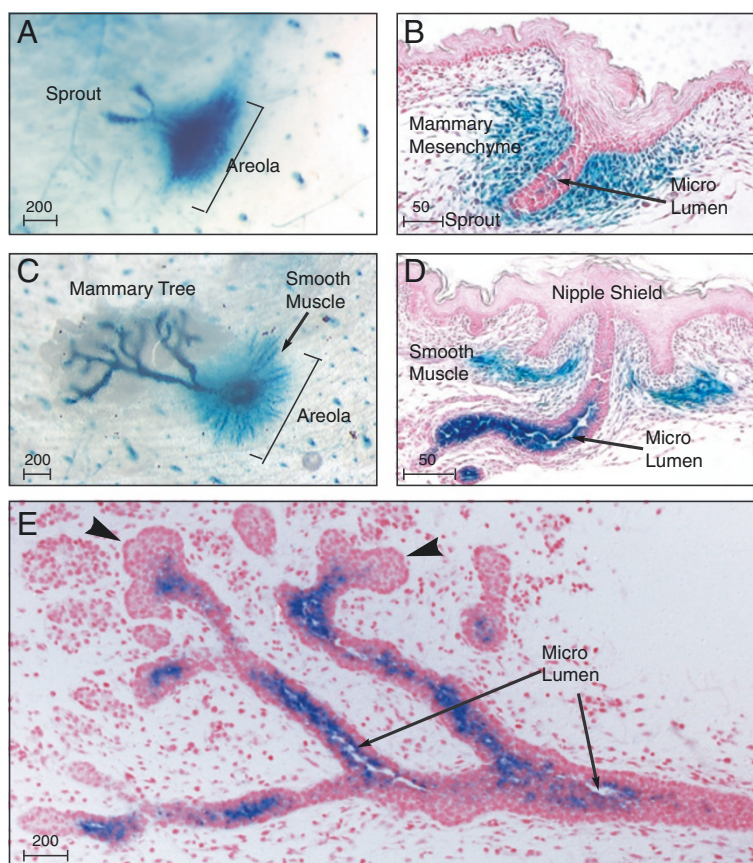 A
Sprout
Areola
200
B
Mammary
Mesenchyme
Micro
Lumen
50
Sprout
C
Mammary Tree
Smooth
Muscle
Areola
200
D
Nipple Shield
Smooth
Muscle
Micro
Lumen
50
E
Micro
Lumen
200